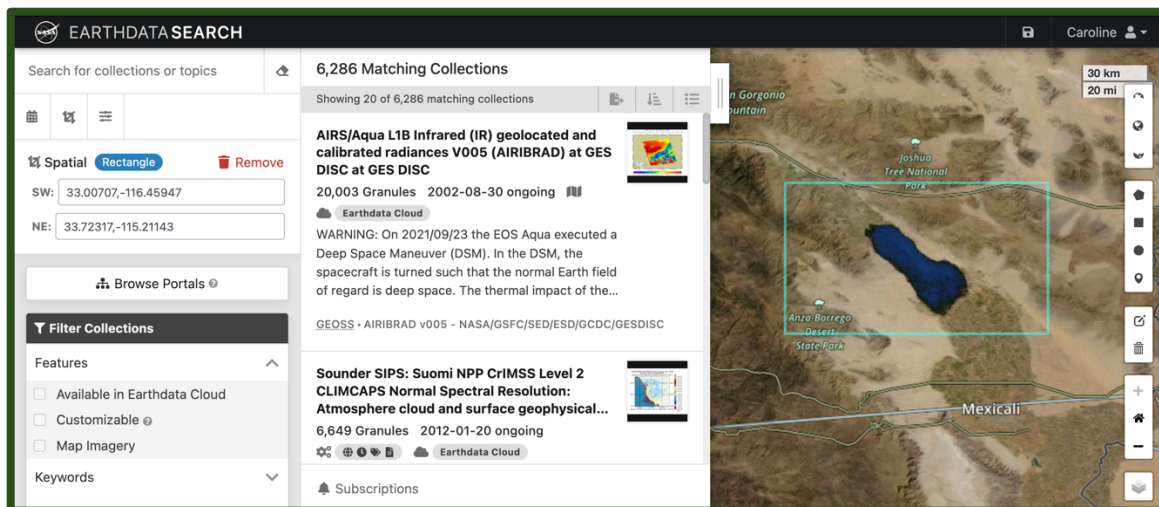 NASA EARTHDATA SEARCH
Caroline
Search for collections or topics
Spatial Rectangle Remove
SW: 33.00707,-116.45947
NE: 33.72317,-115.21143
Browse Portals
Filter Collections
Features
Available in Earthdata Cloud
Customizable
Map Imagery
Keywords
6,286 Matching Collections
Showing 20 of 6,286 matching collections
AIRS/Aqua L1B Infrared (IR) geolocated and
calibrated radiances V005 (AIRIBRAD) at GES
DISC at GES DISC
20,003 Granules 2002-08-30 ongoing
Earthdata Cloud
WARNING: On 2021/09/23 the EOS Aqua executed a
Deep Space Maneuver (DSM). In the DSM, the
spacecraft is turned such that the normal Earth field
of regard is deep space. The thermal impact of the...
GEOSS • AIRIBRAD v005 - NASA/GSFC/SED/ESD/GCDC/GESDISC
Sounder SIPS: Suomi NPP CrIMSS Level 2
CLIMCAPS Normal Spectral Resolution:
Atmosphere cloud and surface geophysical...
6,649 Granules 2012-01-20 ongoing
Earthdata Cloud
Subscriptions
30 km
20 mi
n Gorgonio
ountain
Joshua
Tree National
Park
Anza-Borrego
Desert
State Park
Mexicali